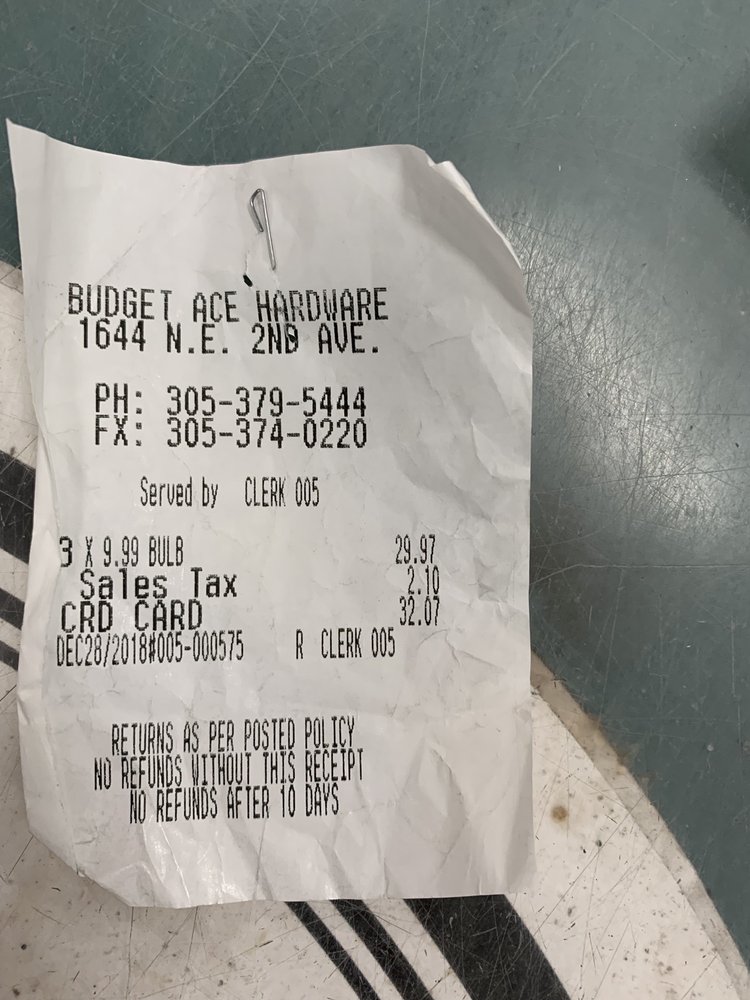 BUDGET ACE HARDWARE
1644 N.E. 2ND AVE.
PH: 305-379-5444
FX: 305-374-0220
Served by CLERK 005
3 X 9.99 BULB 29.97
Sales Tax 2.10
CRD CARD 32.07
DEC28/2018#005-000575 R CLERK 005
RETURNS AS PER POSTED POLICY
NO REFUNDS WITHOUT THIS RECEIPT
NO REFUNDS AFTER 10 DAYS